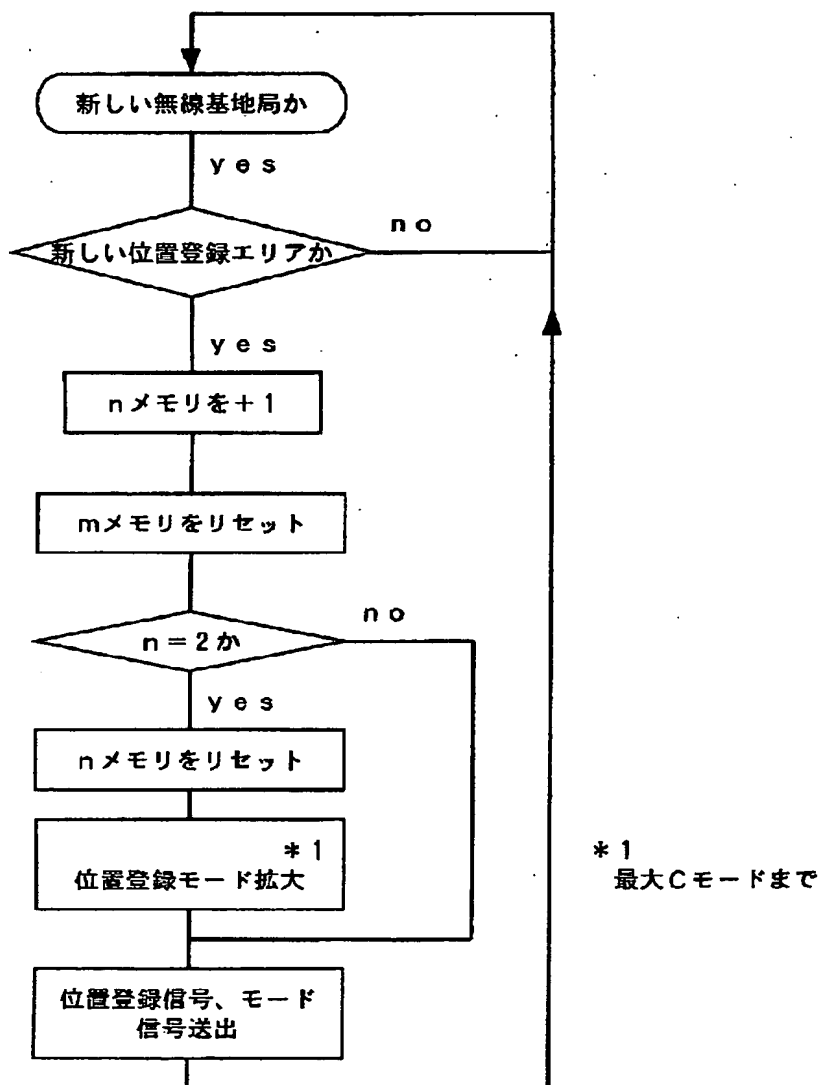 新しい無線基地局か
yes
新しい位置登録エリアか
no
yes
nメモリを+1
mメモリをリセット
n=2か
no
yes
nメモリをリセット
*1
位置登録モード拡大
*1
最大Cモードまで
位置登録信号、モード
信号送出